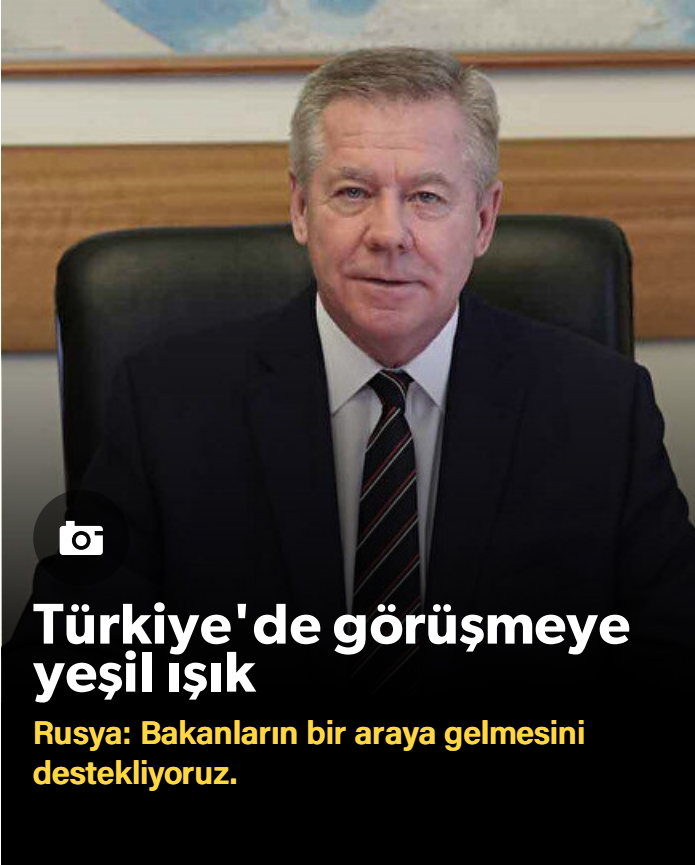 Türkiye'de görüşmeye
yeşil ışık
Rusya: Bakanların bir araya gelmesini
destekliyoruz.